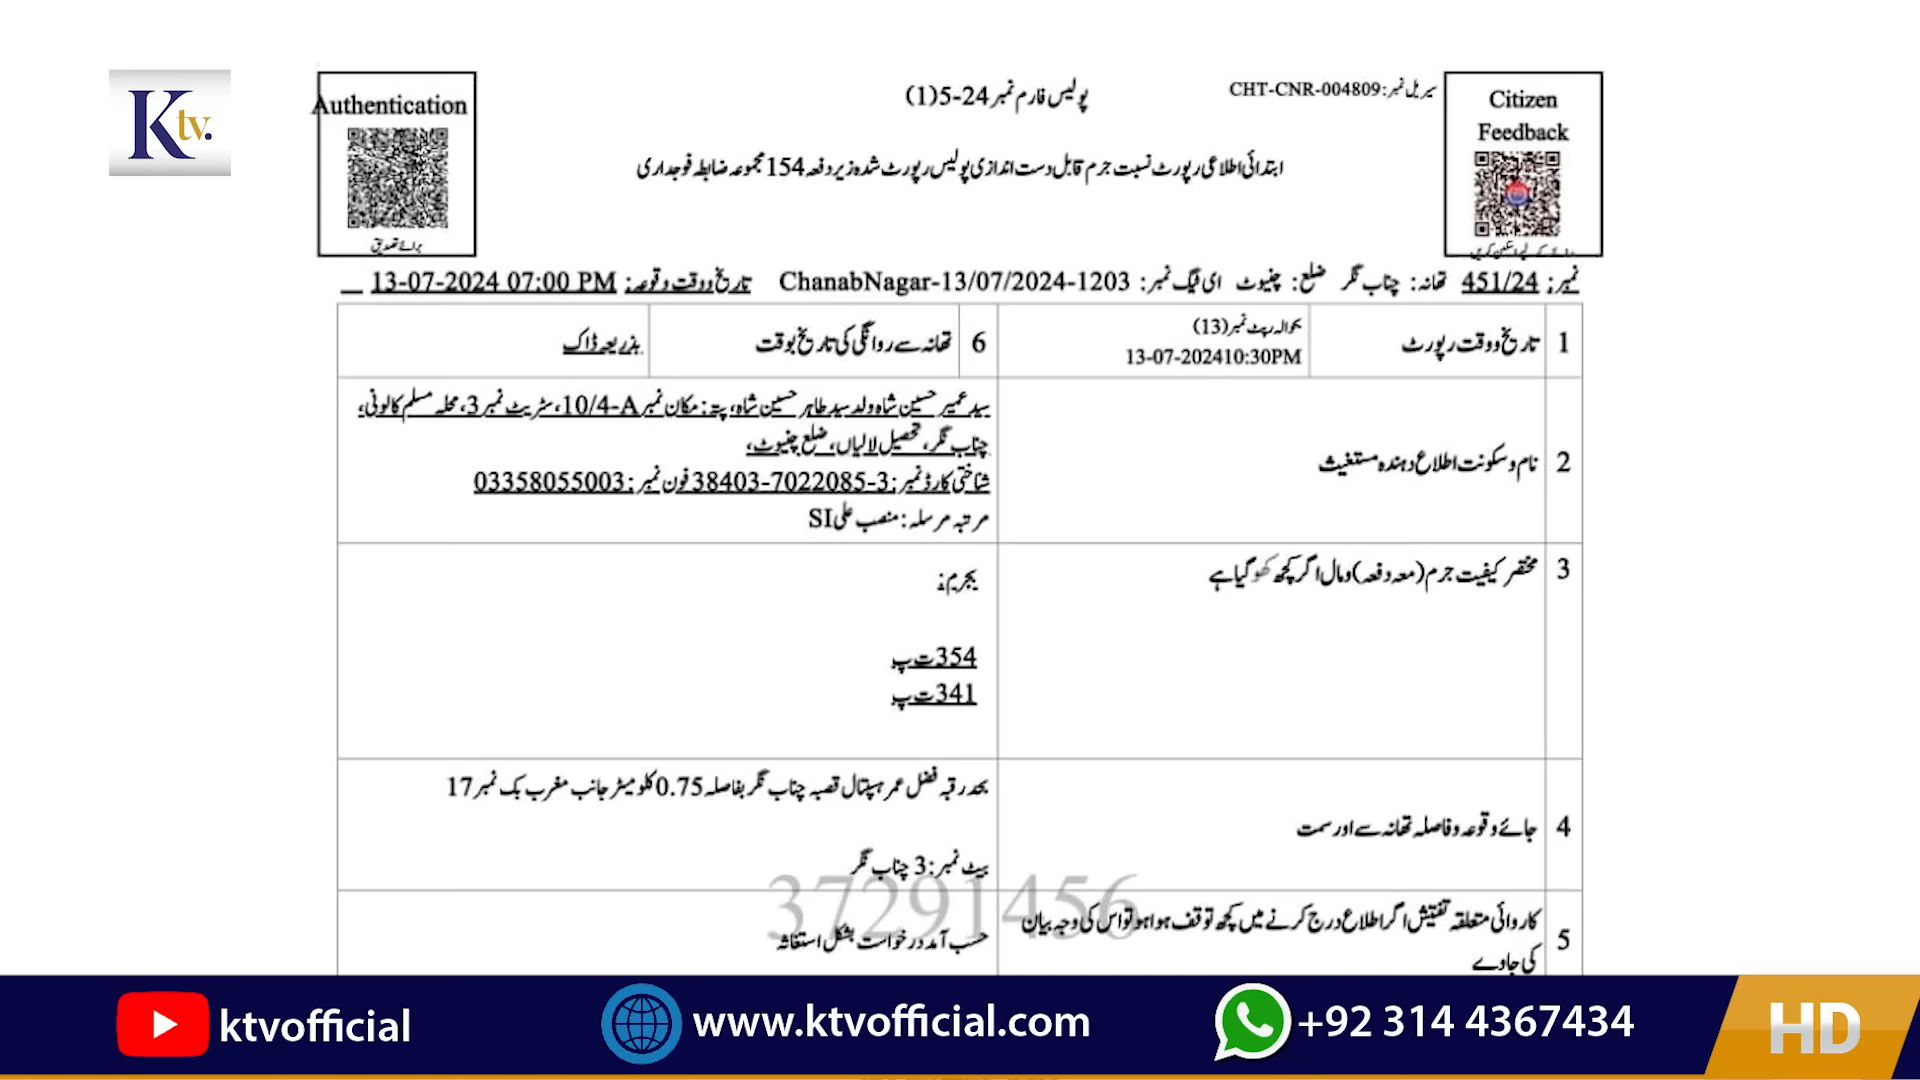 Ktv.
Authentication
برائے تصدیق
پولیس فارم نمبر 24-5(1)
سیریل نمبر: CHT-CNR-004809
Citizen
Feedback
ابتدائی اطلاعی رپورٹ نسبت جرم قابل دست اندازی پولیس رپورٹ شدہ زیر دفعہ 154 مجموعہ ضابطہ فوجداری
نمبر: 451/24 تھانہ: چناب نگر ضلع: چنیوٹ ای ٹیگ نمبر: ChanabNagar-13/07/2024-1203 تاریخ و وقت وقوعہ: 13-07-2024 07:00 PM
1 تاریخ و وقت رپورٹ
بحوالہ رپٹ نمبر (13)
13-07-202410:30PM
6 تھانہ سے روانگی کی تاریخ بوقت
بذریعہ ڈاک
2 نام و سکونت اطلاع دہندہ مستغیث
سید عمیر حسین شاہ ولد سید طاہر حسین شاہ، پتہ: مکان نمبر 10/4-A، سٹریٹ نمبر 3، محلہ مسلم کالونی،
چناب نگر، تحصیل لالیاں، ضلع چنیوٹ،
شناختی کارڈ نمبر: 38403-7022085-3 فون نمبر: 03358055003
مرتبہ مرسلہ: منصب علی SI
3 مختصر کیفیت جرم (معہ دفعہ) و مال اگر کچھ کھو گیا ہے
بجرم:
354 ت پ
341 ت پ
4 جائے وقوعہ و فاصلہ تھانہ سے اور سمت
بحد رقبہ فضل عمر ہسپتال قصبہ چناب نگر بفاصلہ 0.75 کلومیٹر جانب مغرب بک نمبر 17
بیٹ نمبر: 3 چناب نگر
37291456
5 کاروائی متعلقہ تفتیش اگر اطلاع درج کرنے میں کچھ توقف ہوا ہو تو اس کی وجہ بیان
کی جاوے
حسب آمد درخواست بشکل استغاثہ
ktvofficial
www.ktvofficial.com
+92 314 4367434
HD